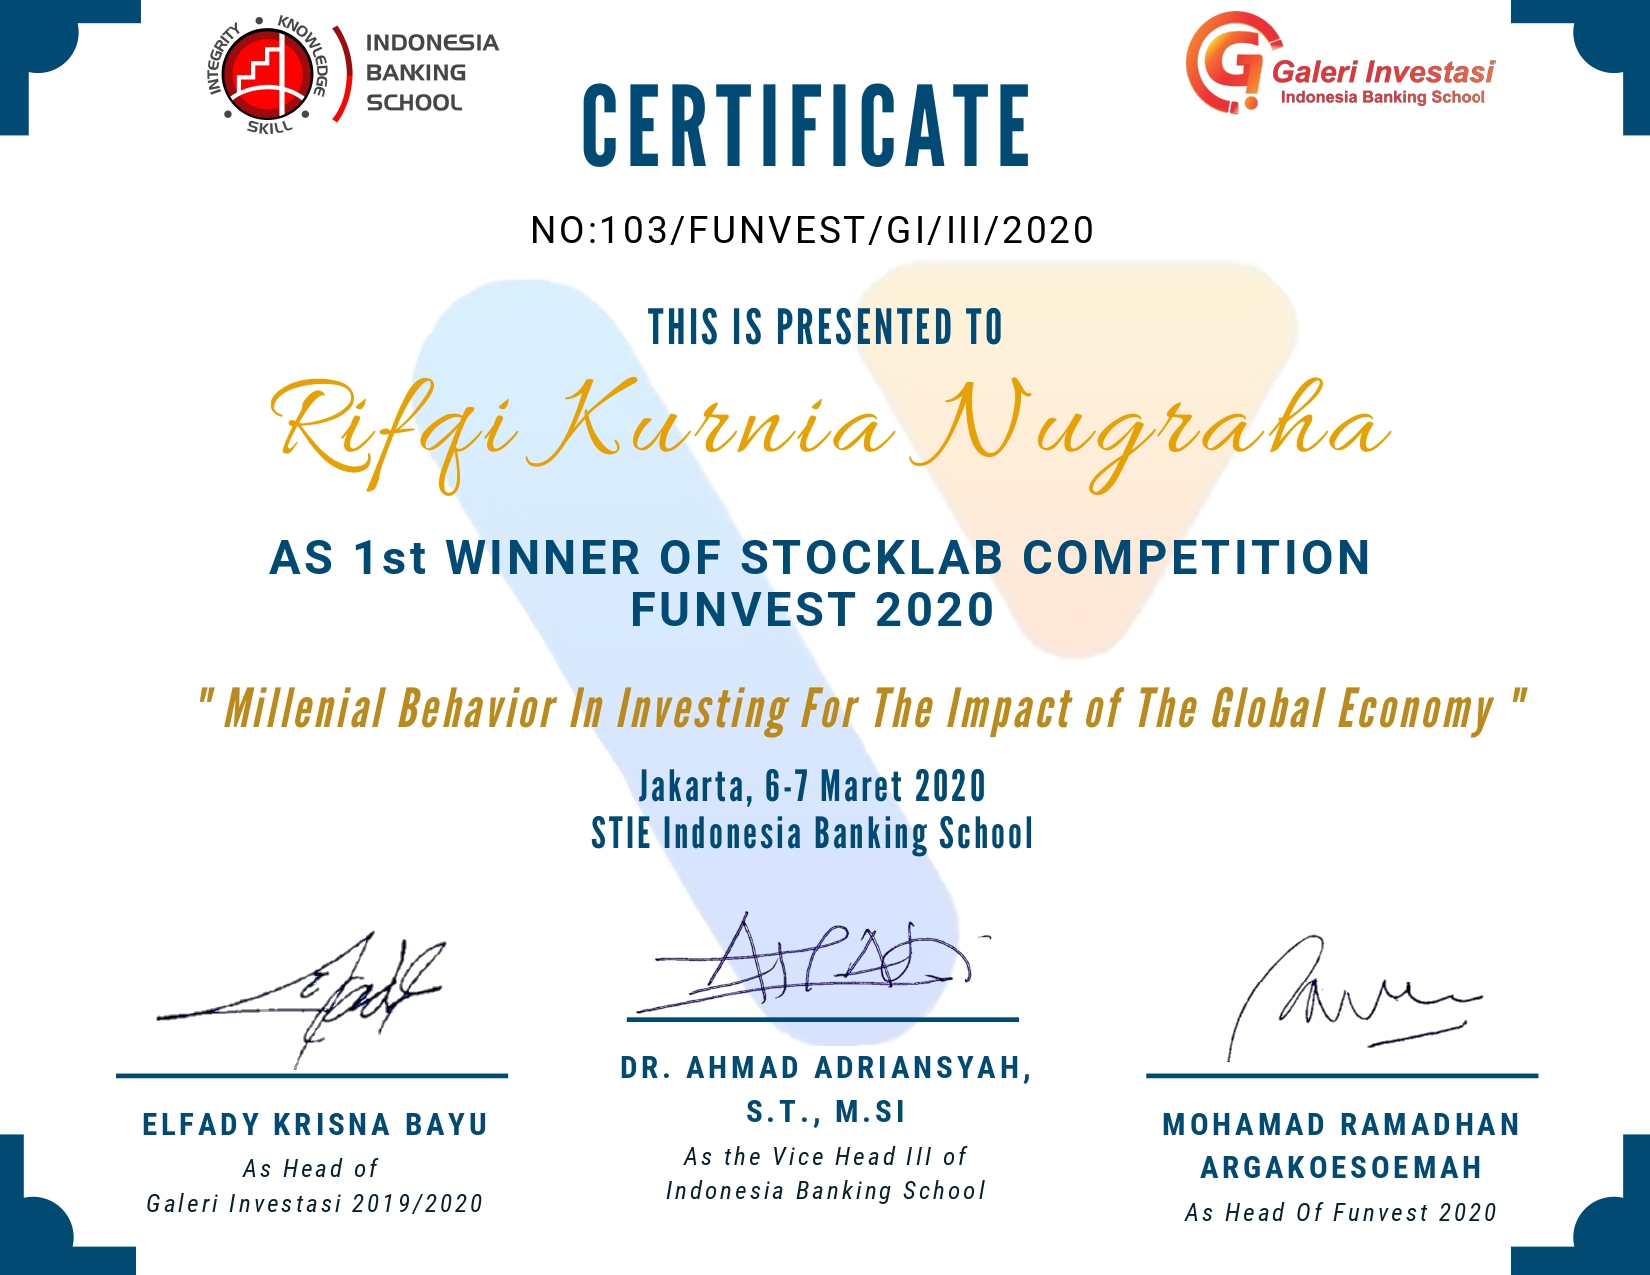 INTEGRITY KNOWLEDGE SKILL
INDONESIA
BANKING
SCHOOL
Galeri Investasi
Indonesia Banking School
CERTIFICATE
NO:103/FUNVEST/GI/III/2020
THIS IS PRESENTED TO
Rifqi Kurnia Nugraha
AS 1st WINNER OF STOCKLAB COMPETITION
FUNVEST 2020
" Millenial Behavior In Investing For The Impact of The Global Economy "
Jakarta, 6-7 Maret 2020
STIE Indonesia Banking School
ELFADY KRISNA BAYU
As Head of
Galeri Investasi 2019/2020
DR. AHMAD ADRIANSYAH,
S.T., M.SI
As the Vice Head III of
Indonesia Banking School
MOHAMAD RAMADHAN
ARGAKOESOEMAH
As Head Of Funvest 2020